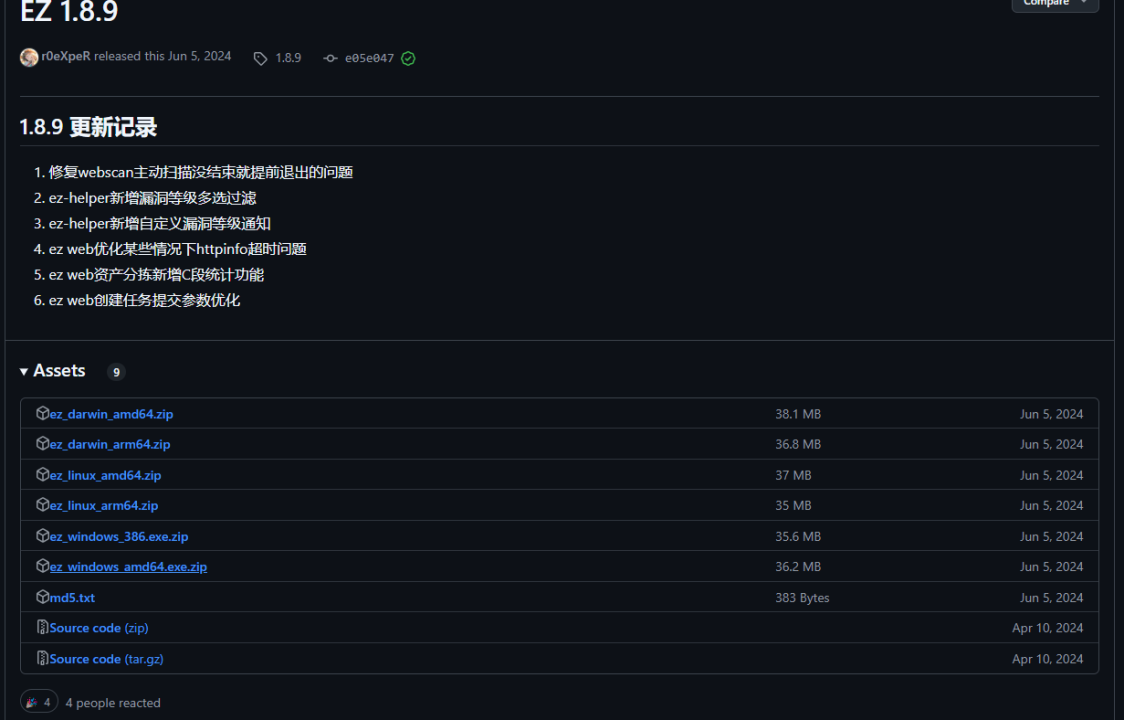 EZ 1.8.9
Compare
r0eXpeR released this Jun 5, 2024 1.8.9 e05e047
1.8.9 更新记录
1. 修复webscan主动扫描没结束就提前退出的问题
2. ez-helper新增漏洞等级多选过滤
3. ez-helper新增自定义漏洞等级通知
4. ez web优化某些情况下httpinfo超时问题
5. ez web资产分拣新增C段统计功能
6. ez web创建任务提交参数优化
Assets 9
ez_darwin_amd64.zip 38.1 MB Jun 5, 2024
ez_darwin_arm64.zip 36.8 MB Jun 5, 2024
ez_linux_amd64.zip 37 MB Jun 5, 2024
ez_linux_arm64.zip 35 MB Jun 5, 2024
ez_windows_386.exe.zip 35.6 MB Jun 5, 2024
ez_windows_amd64.exe.zip 36.2 MB Jun 5, 2024
md5.txt 383 Bytes Jun 5, 2024
Source code (zip) Apr 10, 2024
Source code (tar.gz) Apr 10, 2024
4 4 people reacted